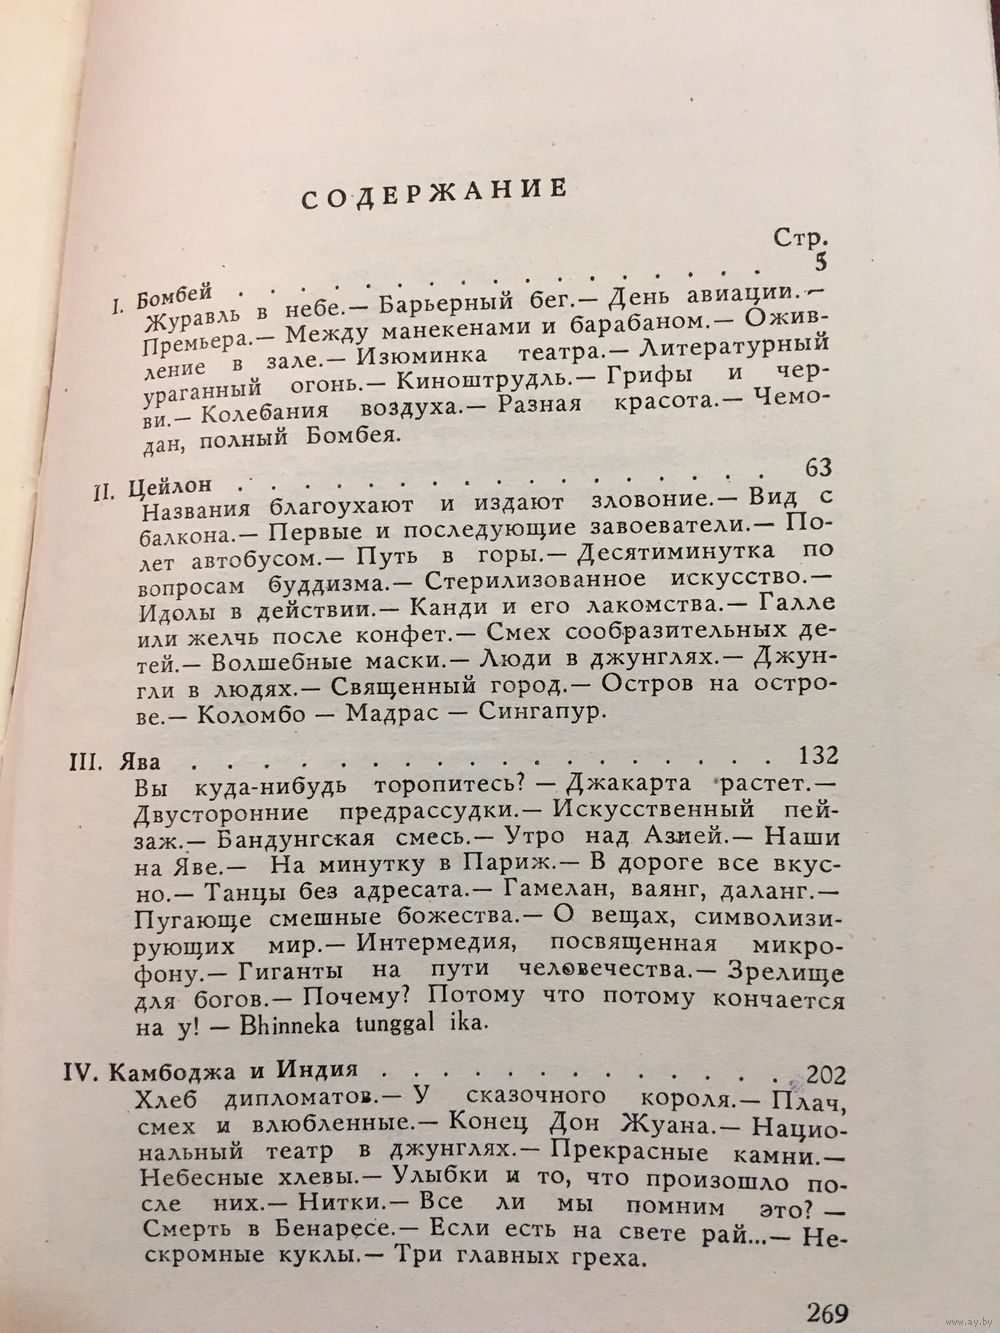 СОДЕРЖАНИЕ
Стр.
I. Бомбей . . . . . . . . . . . . . . . . 5
Журавль в небе.— Барьерный бег.— День авиации.—
Премьера.— Между манекенами и барабаном.— Ожив-
ление в зале.— Изюминка театра.— Литературный
ураганный огонь.— Киноштрудль.— Грифы и чер-
ви.— Колебания воздуха.— Разная красота.— Чемо-
дан, полный Бомбея.
II. Цейлон . . . . . . . . . . . . . . . . 63
Названия благоухают и издают зловоние.— Вид с
балкона.— Первые и последующие завоеватели.— По-
лет автобусом.— Путь в горы.— Десятиминутка по
вопросам буддизма.— Стерилизованное искусство.—
Идолы в действии.— Канди и его лакомства.— Галле
или желчь после конфет.— Смех сообразительных де-
тей.— Волшебные маски.— Люди в джунглях.— Джун-
гли в людях.— Священный город.— Остров на остро-
ве.— Коломбо — Мадрас — Сингапур.
III. Ява . . . . . . . . . . . . . . . . . 132
Вы куда-нибудь торопитесь? — Джакарта растет.—
Двусторонние предрассудки.— Искусственный пей-
заж.— Бандунгская смесь.— Утро над Азией.— Наши
на Яве.— На минутку в Париж.— В дороге все вкус-
но.— Танцы без адресата.— Гамелан, ваянг, даланг.—
Пугающе смешные божества.— О вещах, символизи-
рующих мир.— Интермедия, посвященная микро-
фону.— Гиганты на пути человечества.— Зрелище
для богов.— Почему? Потому что потому кончается
на у! — Bhinneka tunggal ika.
IV. Камбоджа и Индия . . . . . . . . . . . . 202
Хлеб дипломатов.— У сказочного короля.— Плач,
смех и влюбленные.— Конец Дон Жуана.— Нацио-
нальный театр в джунглях.— Прекрасные камни.—
Небесные хлевы.— Улыбки и то, что произошло по-
сле них.— Нитки.— Все ли мы помним это? —
Смерть в Бенаресе.— Если есть на свете рай...— Не-
скромные куклы.— Три главных греха.
269
www.ay.by